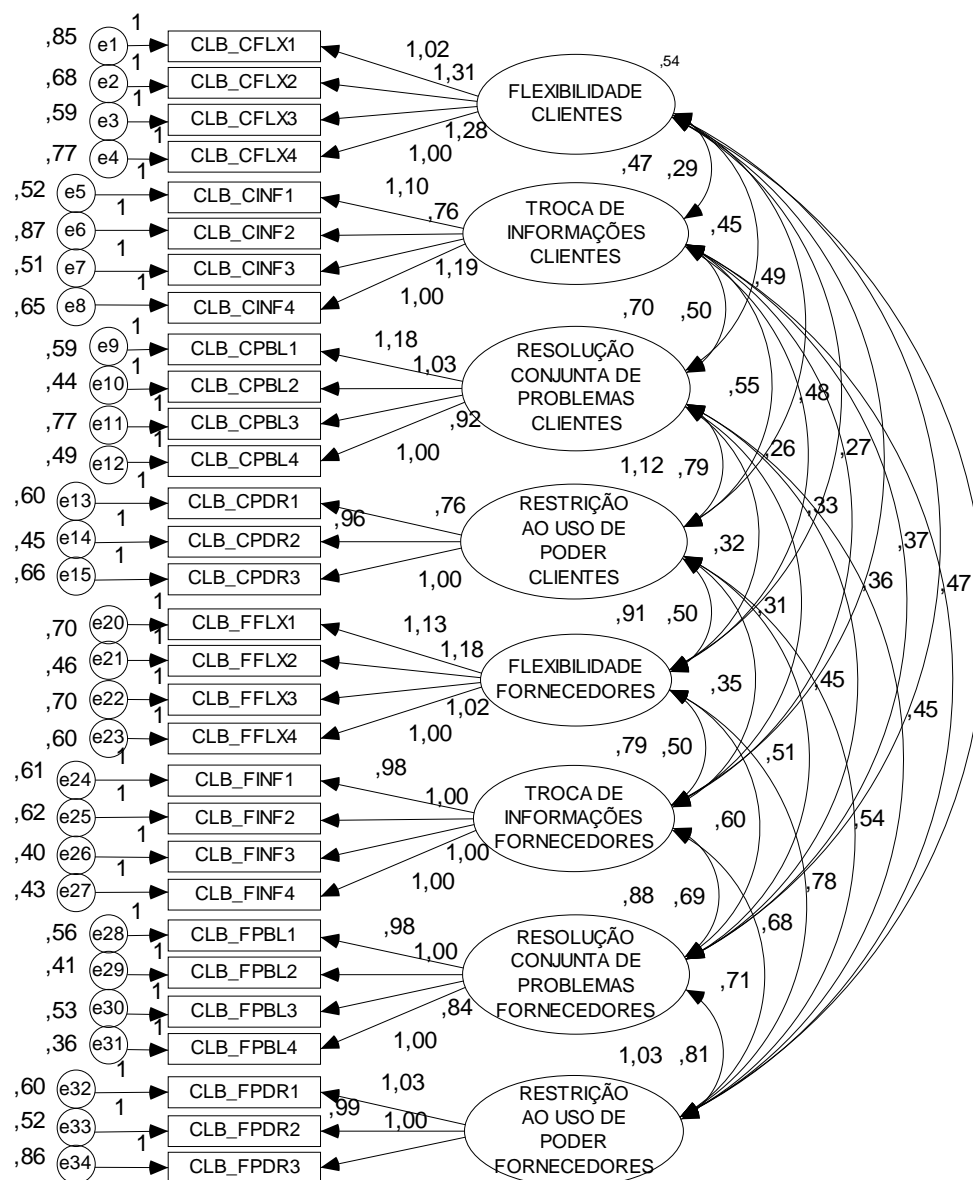 ,85 e1 1 CLB_CFLX1 1,02
,68 e2 1 CLB_CFLX2 1,31
,59 e3 1 CLB_CFLX3 1,28
,77 e4 1 CLB_CFLX4 1,00
FLEXIBILIDADE
CLIENTES
,54
,52 e5 1 CLB_CINF1 1,10
,87 e6 1 CLB_CINF2 ,76
,51 e7 1 CLB_CINF3 1,19
,65 e8 1 CLB_CINF4 1,00
TROCA DE
INFORMAÇÕES
CLIENTES
,47 ,29
,45
,49
,59 e9 1 CLB_CPBL1 1,18
,44 e10 1 CLB_CPBL2 1,03
,77 e11 1 CLB_CPBL3 ,92
,49 e12 1 CLB_CPBL4 1,00
RESOLUÇÃO
CONJUNTA DE
PROBLEMAS
CLIENTES
,70 ,50
,55 ,48
,26 ,27
,60 e13 1 CLB_CPDR1 ,76
,45 e14 1 CLB_CPDR2 ,96
,66 e15 1 CLB_CPDR3 1,00
RESTRIÇÃO
AO USO DE
PODER
CLIENTES
1,12 ,79
,33
,32 ,37
,36 ,47
,70 e20 1 CLB_FFLX1 1,13
,46 e21 1 CLB_FFLX2 1,18
,70 e22 1 CLB_FFLX3 1,02
,60 e23 1 CLB_FFLX4 1,00
FLEXIBILIDADE
FORNECEDORES
,91 ,50 ,31
,35 ,45
,45
,61 e24 1 CLB_FINF1 ,98
,62 e25 1 CLB_FINF2 1,00
,40 e26 1 CLB_FINF3 1,00
,43 e27 1 CLB_FINF4 1,00
TROCA DE
INFORMAÇÕES
FORNECEDORES
,79 ,50 ,51
,60 ,54
,56 e28 1 CLB_FPBL1 ,98
,41 e29 1 CLB_FPBL2 1,00
,53 e30 1 CLB_FPBL3 ,84
,36 e31 1 CLB_FPBL4 1,00
RESOLUÇÃO
CONJUNTA DE
PROBLEMAS
FORNECEDORES
,88 ,69 ,78
,68
,71
,60 e32 1 CLB_FPDR1 1,03
,52 e33 1 CLB_FPDR2 ,99 1,00
,86 e34 1 CLB_FPDR3
RESTRIÇÃO
AO USO DE
PODER
FORNECEDORES
1,03 ,81